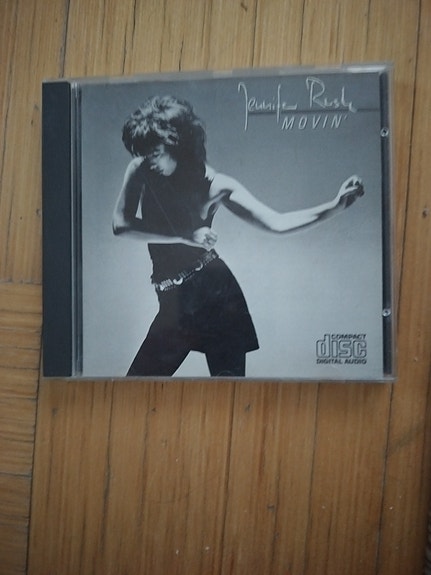 Jennifer Rush
MOVIN'
COMPACT
disc
DIGITAL AUDIO